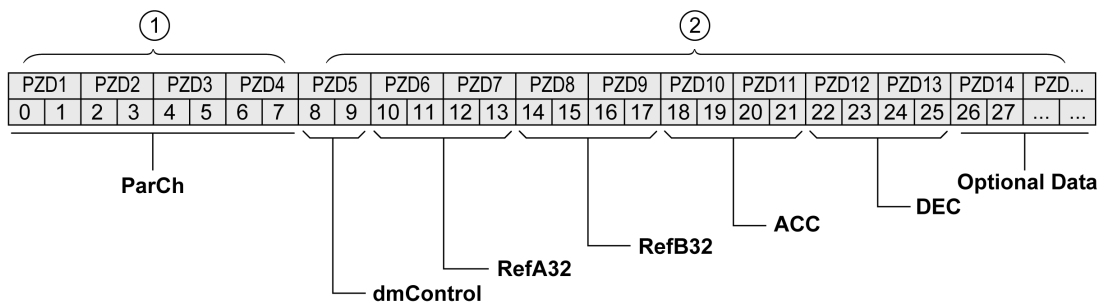 1 2
PZD1 PZD2 PZD3 PZD4 PZD5 PZD6 PZD7 PZD8 PZD9 PZD10 PZD11 PZD12 PZD13 PZD14 PZD...
0 1 2 3 4 5 6 7 8 9 10 11 12 13 14 15 16 17 18 19 20 21 22 23 24 25 26 27 ... ...
ParCh
Optional Data
DEC
ACC
RefB32
RefA32
dmControl